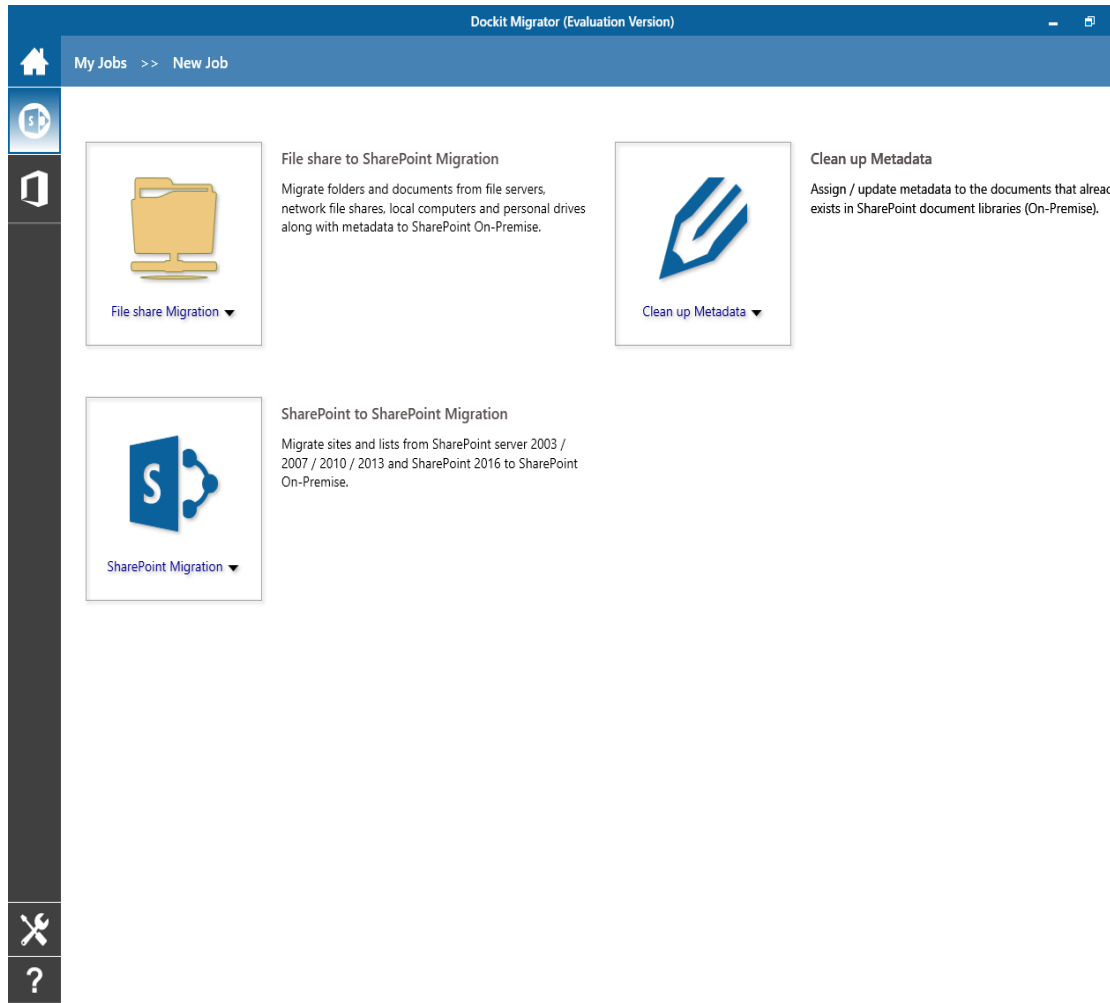 Dockit Migrator (Evaluation Version)
My Jobs >> New Job
File share to SharePoint Migration
Migrate folders and documents from file servers,
network file shares, local computers and personal drives
along with metadata to SharePoint On-Premise.
File share Migration
Clean up Metadata
Assign / update metadata to the documents that alreac
exists in SharePoint document libraries (On-Premise).
Clean up Metadata
SharePoint to SharePoint Migration
Migrate sites and lists from SharePoint server 2003 /
2007 / 2010 / 2013 and SharePoint 2016 to SharePoint
On-Premise.
S
SharePoint Migration
S
?